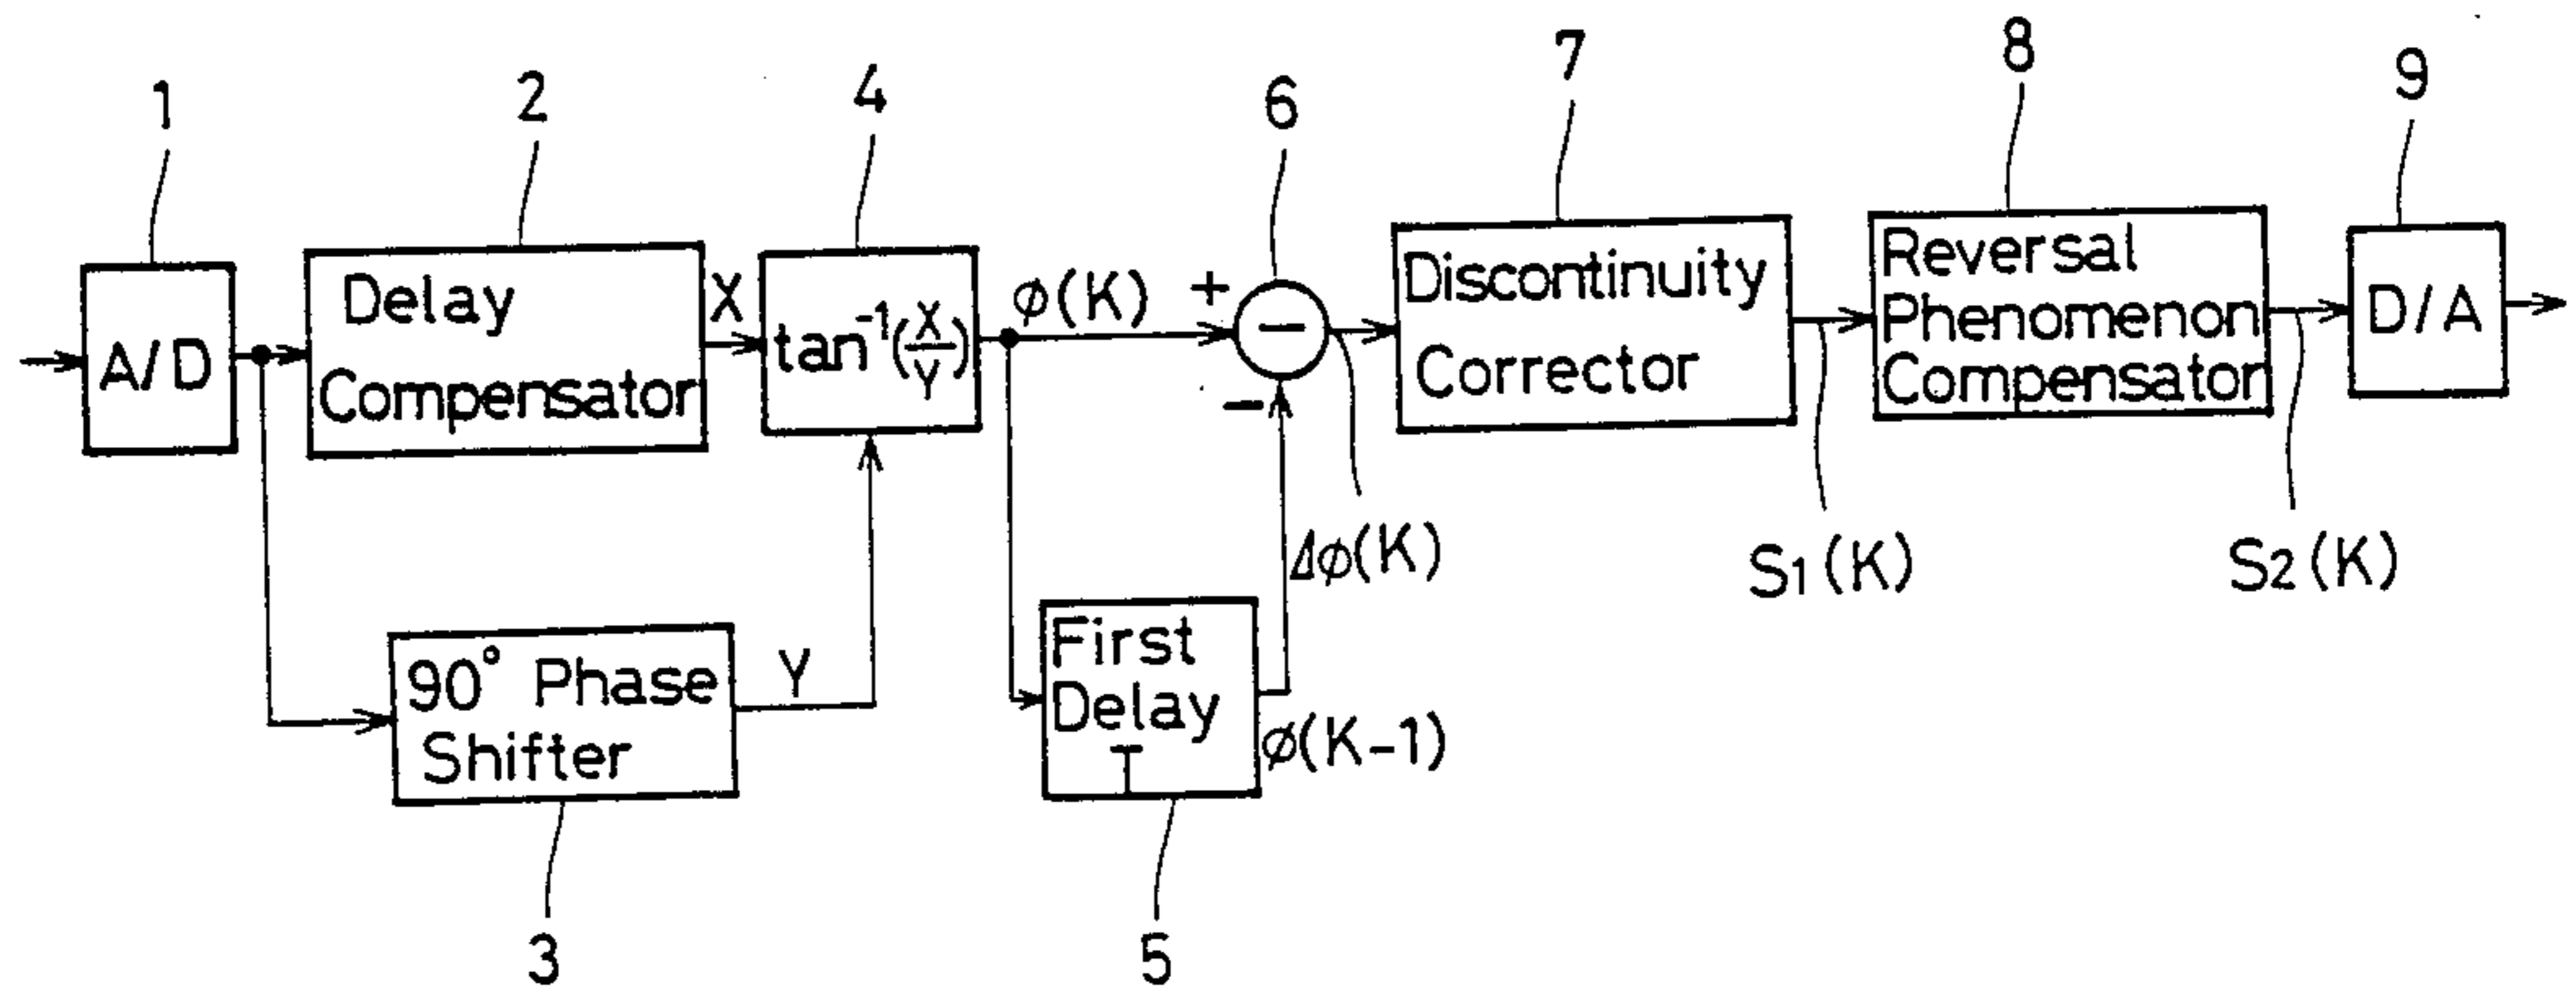 1
2
4
6
7
8
9
A/D
Delay
Compensator
X
tan⁻¹(X/Y)
ϕ(K)
+
−
−
Discontinuity
Corrector
Reversal
Phenomenon
Compensator
D/A
Δϕ(K)
S1(K)
S2(K)
90° Phase
Shifter
Y
First
Delay
T
ϕ(K-1)
3
5